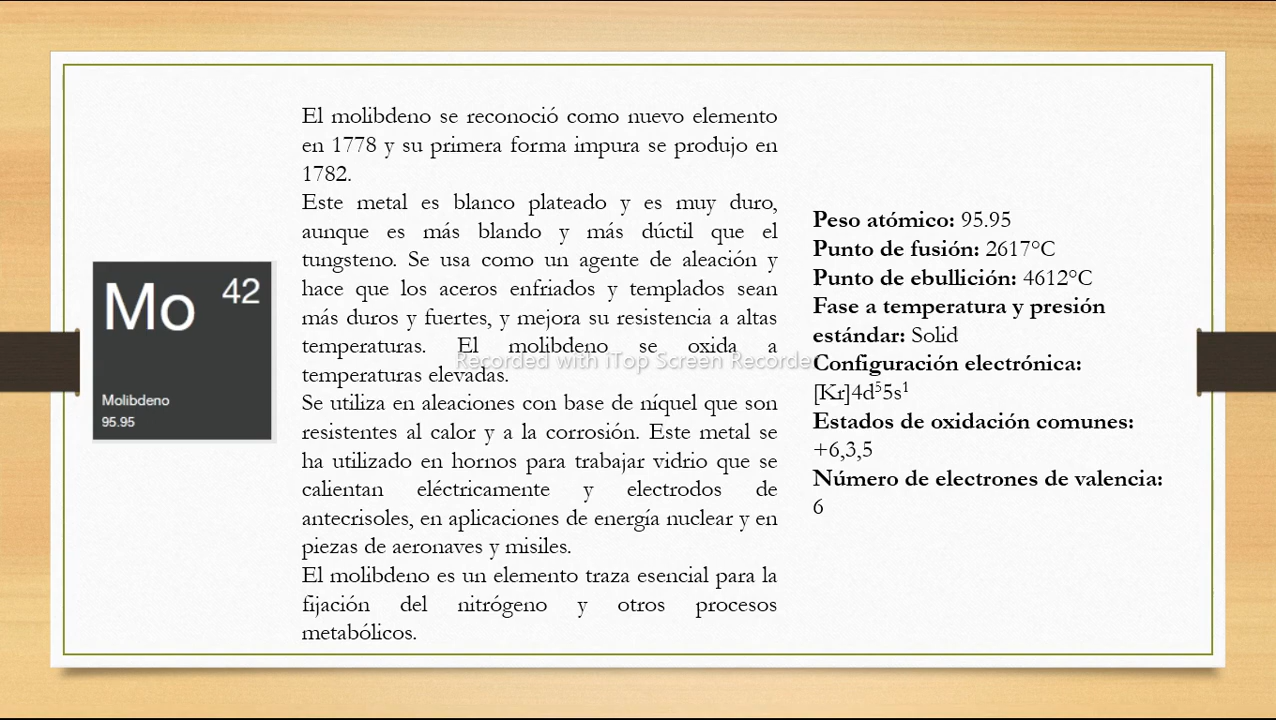 Mo
42
Molibdeno
95.95
El molibdeno se reconoció como nuevo elemento
en 1778 y su primera forma impura se produjo en
1782.
Este metal es blanco plateado y es muy duro,
aunque es más blando y más dúctil que el
tungsteno. Se usa como un agente de aleación y
hace que los aceros enfriados y templados sean
más duros y fuertes, y mejora su resistencia a altas
temperaturas. El molibdeno se oxida a
temperaturas elevadas.
Se utiliza en aleaciones con base de níquel que son
resistentes al calor y a la corrosión. Este metal se
ha utilizado en hornos para trabajar vidrio que se
calientan eléctricamente y electrodos de
antecrisoles, en aplicaciones de energía nuclear y en
piezas de aeronaves y misiles.
El molibdeno es un elemento traza esencial para la
fijación del nitrógeno y otros procesos
metabólicos.
Recorded with iTop Screen Recorder
Peso atómico: 95.95
Punto de fusión: 2617°C
Punto de ebullición: 4612°C
Fase a temperatura y presión
estándar: Solid
Configuración electrónica:
[Kr]4d⁵5s¹
Estados de oxidación comunes:
+6,3,5
Número de electrones de valencia:
6